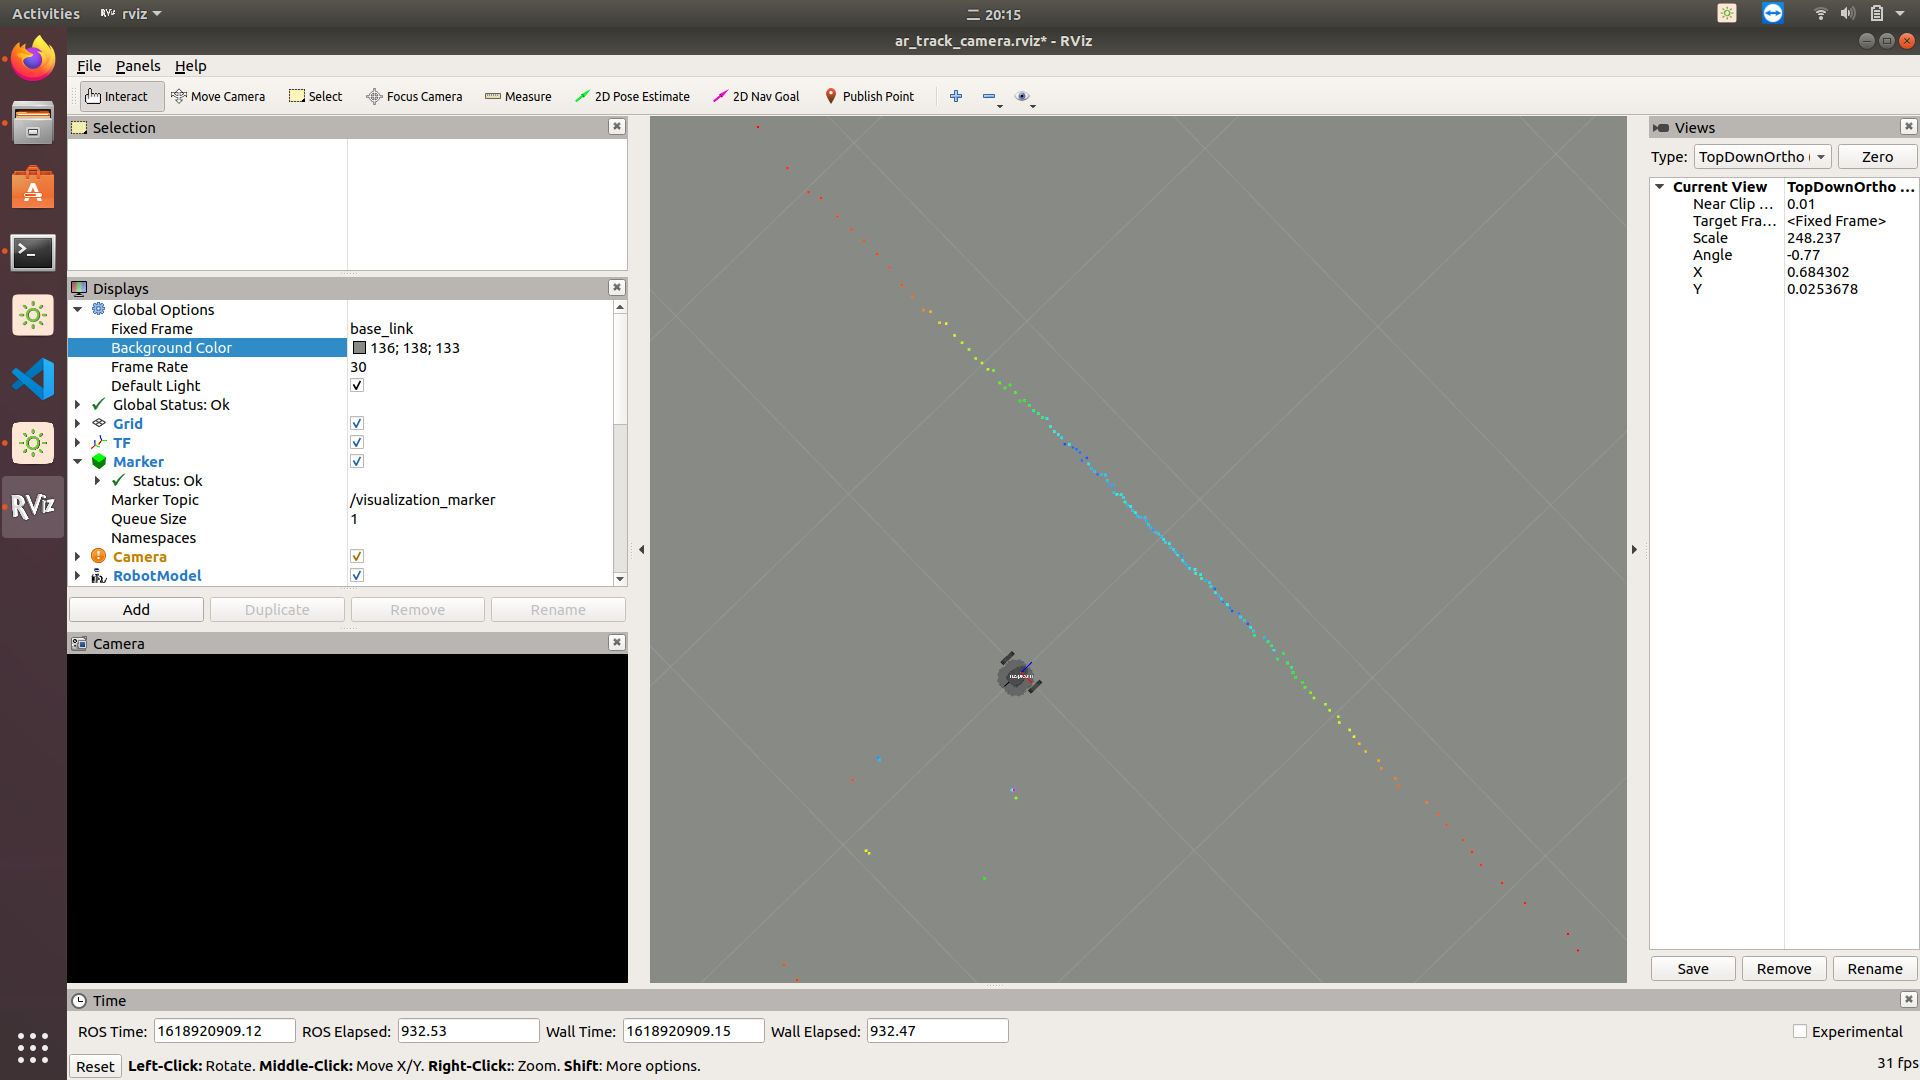 Activities RViz rviz 二 20:15
ar_track_camera.rviz* - RViz
File Panels Help
Interact Move Camera Select Focus Camera Measure 2D Pose Estimate 2D Nav Goal Publish Point
Selection
Displays
Global Options
Fixed Frame base_link
Background Color 136; 138; 133
Frame Rate 30
Default Light
Global Status: Ok
Grid
TF
Marker
Status: Ok
Marker Topic /visualization_marker
Queue Size 1
Namespaces
Camera
RobotModel
Add Duplicate Remove Rename
Camera
RViz
Views
Type: TopDownOrtho Zero
Current View TopDownOrtho ...
Near Clip ... 0.01
Target Fra... <Fixed Frame>
Scale 248.237
Angle -0.77
X 0.684302
Y 0.0253678
Save Remove Rename
Time
ROS Time: 1618920909.12 ROS Elapsed: 932.53 Wall Time: 1618920909.15 Wall Elapsed: 932.47 Experimental
Reset Left-Click: Rotate. Middle-Click: Move X/Y. Right-Click:: Zoom. Shift: More options. 31 fps